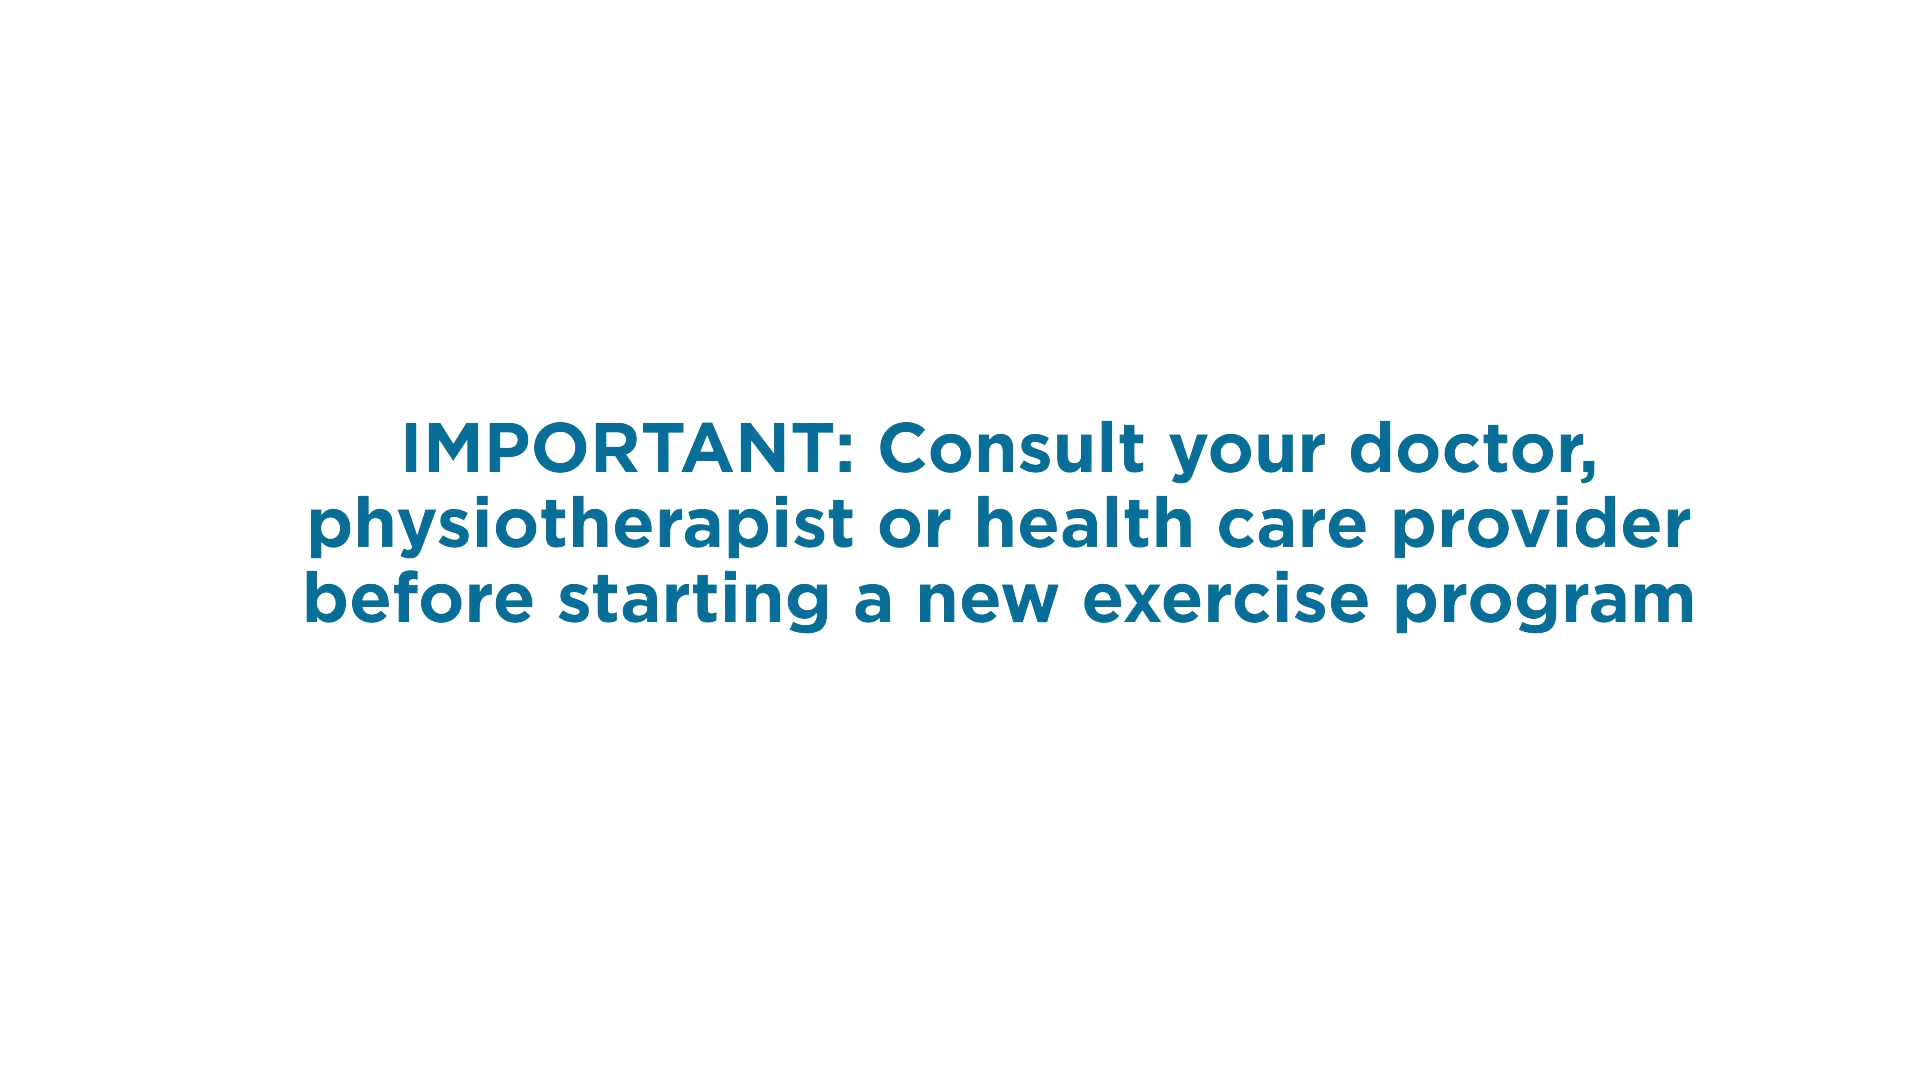 IMPORTANT: Consult your doctor,
physiotherapist or health care provider
before starting a new exercise program